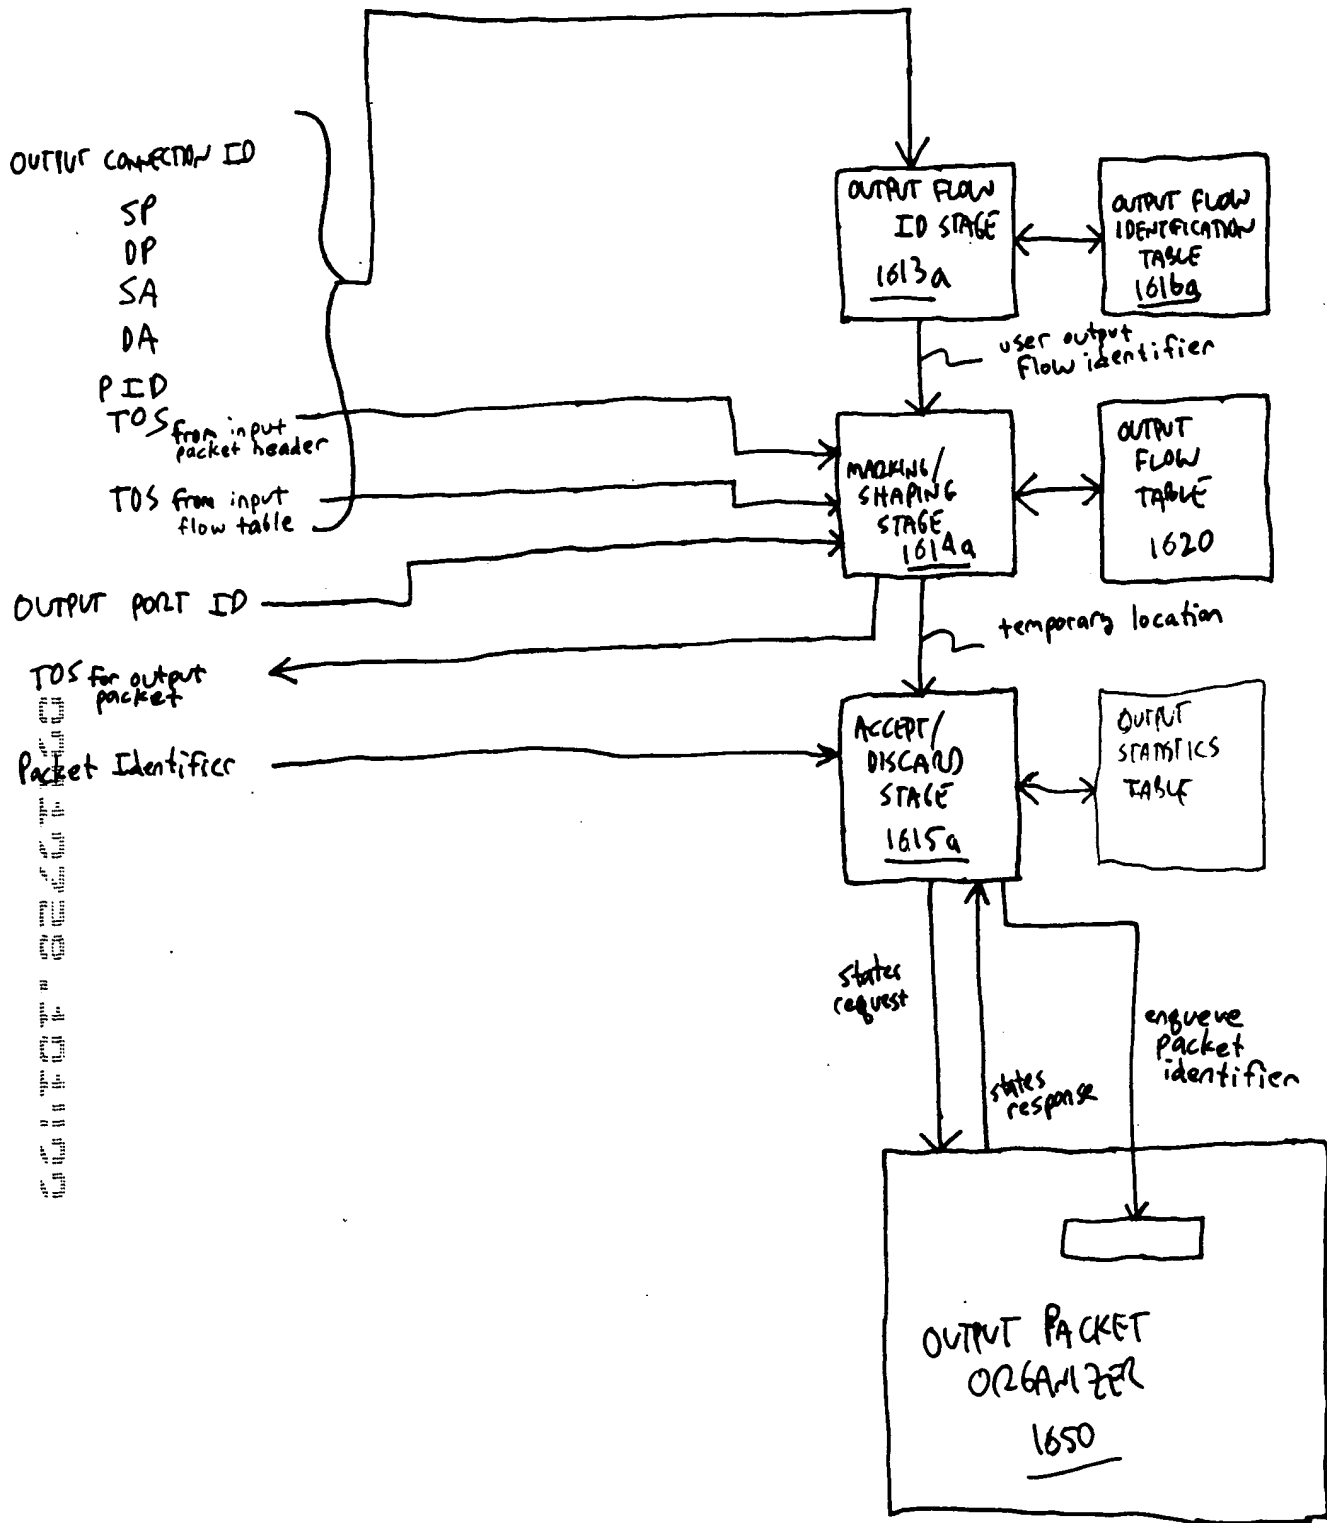 OUTPUT CONNECTION ID
SP
DP
SA
DA
PID
TOS from input
packet header
TOS from input
flow table
OUTPUT PORT ID
TOS for output
packet
Packet Identifier
OUTPUT FLOW
ID STAGE
1613a
OUTPUT FLOW
IDENTIFICATION
TABLE
1616a
user output
flow identifier
MARKING/
SHAPING
STAGE
1614a
OUTPUT
FLOW
TABLE
1620
temporary location
ACCEPT/
DISCARD
STAGE
1615a
OUTPUT
STATISTICS
TABLE
states
request
states
response
enqueue
packet
identifier
OUTPUT PACKET
ORGANIZER
1650